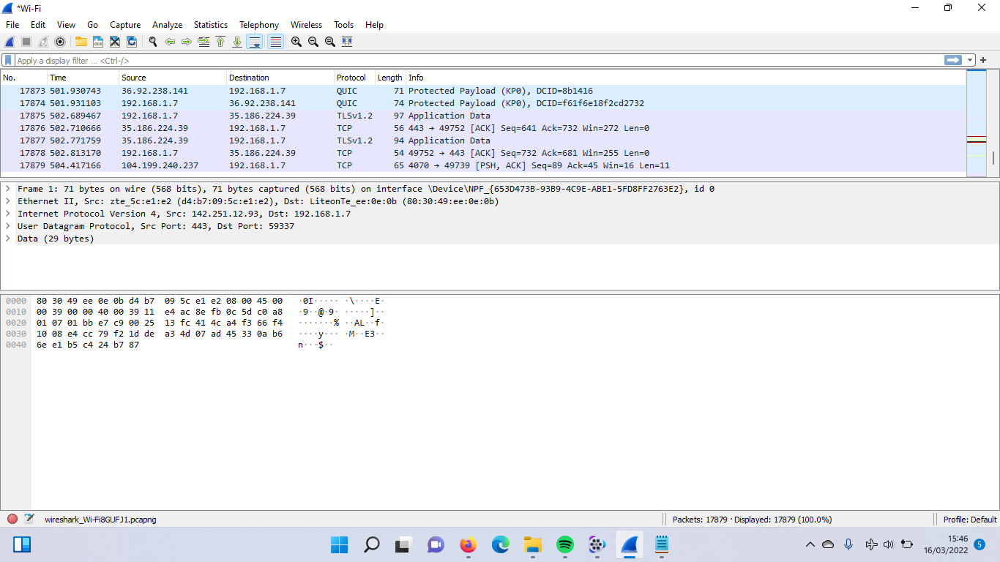 *Wi-Fi
File Edit View Go Capture Analyze Statistics Telephony Wireless Tools Help
Apply a display filter ... <Ctrl-/>
No. Time Source Destination Protocol Length Info
17873 501.930743 36.92.238.141 192.168.1.7 QUIC 71 Protected Payload (KP0), DCID=8b1416
17874 501.931103 192.168.1.7 36.92.238.141 QUIC 74 Protected Payload (KP0), DCID=f61f6e18f2cd2732
17875 502.689467 192.168.1.7 35.186.224.39 TLSv1.2 97 Application Data
17876 502.710666 35.186.224.39 192.168.1.7 TCP 56 443 → 49752 [ACK] Seq=641 Ack=732 Win=272 Len=0
17877 502.771759 35.186.224.39 192.168.1.7 TLSv1.2 94 Application Data
17878 502.813170 192.168.1.7 35.186.224.39 TCP 54 49752 → 443 [ACK] Seq=732 Ack=681 Win=255 Len=0
17879 504.417166 104.199.240.237 192.168.1.7 TCP 65 4070 → 49739 [PSH, ACK] Seq=89 Ack=45 Win=16 Len=11
Frame 1: 71 bytes on wire (568 bits), 71 bytes captured (568 bits) on interface \Device\NPF_{653D473B-93B9-4C9E-ABE1-5FD8FF2763E2}, id 0
Ethernet II, Src: zte_5c:e1:e2 (d4:b7:09:5c:e1:e2), Dst: LiteonTe_ee:0e:0b (80:30:49:ee:0e:0b)
Internet Protocol Version 4, Src: 142.251.12.93, Dst: 192.168.1.7
User Datagram Protocol, Src Port: 443, Dst Port: 59337
Data (29 bytes)
0000 80 30 49 ee 0e 0b d4 b7 09 5c e1 e2 08 00 45 00 ·0I····· ·\····E·
0010 00 39 00 00 40 00 39 11 e4 ac 8e fb 0c 5d c0 a8 ·9··@·9· ·····]··
0020 01 07 01 bb e7 c9 00 25 13 fc 41 4c a4 f3 66 f4 ·······% ··AL··f·
0030 10 08 e4 cc 79 f2 1d de a3 4d 07 ad 45 33 0a b6 ····y··· ·M··E3··
0040 6e e1 b5 c4 24 b7 87 n···$··
wireshark_Wi-Fi8GUFJ1.pcapng Packets: 17879 · Displayed: 17879 (100.0%) Profile: Default
15:46
16/03/2022 5